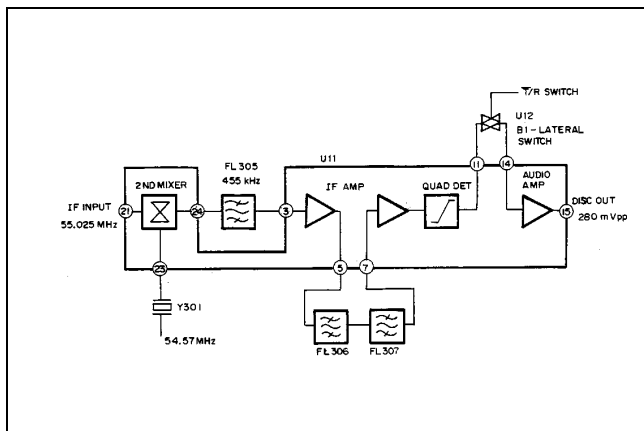 T/R SWITCH
U12
BI-LATERAL
SWITCH
FL305
455 kHz
U11
11
14
2ND MIXER
IF AMP
QUAD DET
AUDIO
AMP
IF INPUT
21
24
3
DISC OUT
15
55.025 MHz
280 mVpp
23
5
7
Y301
54.57MHz
FL306
FL307